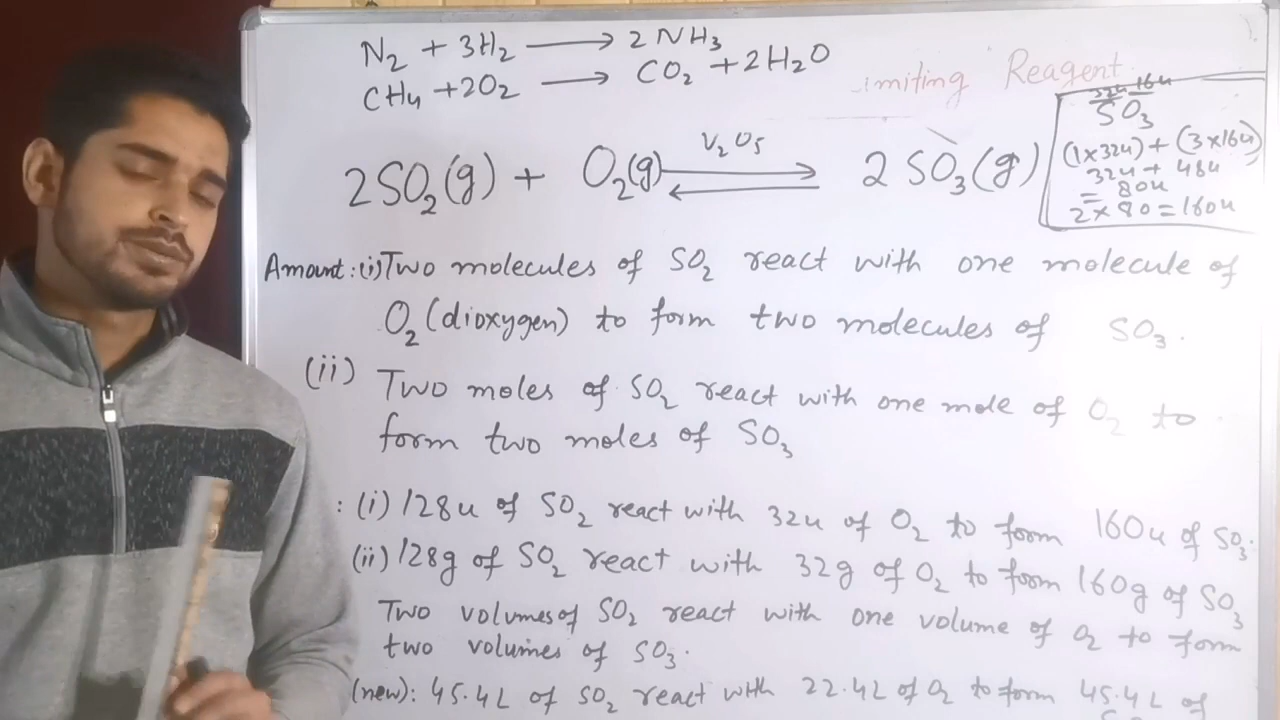 N₂ + 3H₂ ⟶ 2NH₃
CH₄ + 2O₂ ⟶ CO₂ + 2H₂O
Reagent
32u 16u
SO₃
(1×32u) + (3×16u)
32u + 48u
= 80u
2×80 = 160u
V₂O₅
2SO₂(g) + O₂(g) ⇌ 2SO₃(g)
Amount: (i) Two molecules of SO₂ react with one molecule of
O₂ (dioxygen) to form two molecules of SO₃.
(ii) Two moles of SO₂ react with one mole of O₂ to
form two moles of SO₃
: (i) 128u of SO₂ react with 32u of O₂ to form 160u of SO₃.
(ii) 128g of SO₂ react with 32g of O₂ to form 160g of SO₃
Two volumes of SO₂ react with one volume of O₂ to form
two volumes of SO₃.
(new): 45.4L of SO₂ react with 22.4L of O₂ to form 45.4L of